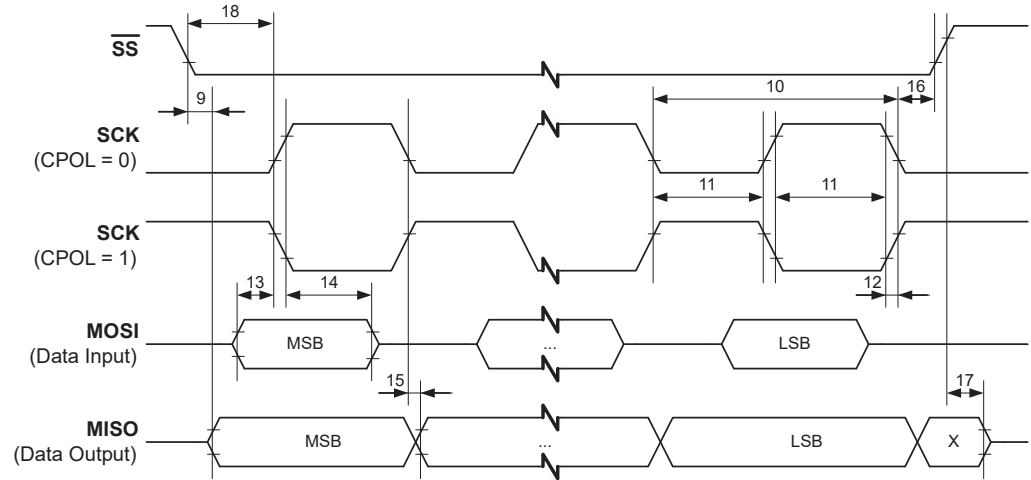 18
SS
9
10
16
SCK
(CPOL = 0)
11
11
SCK
(CPOL = 1)
13
14
12
MOSI
(Data Input)
MSB
...
LSB
15
17
MISO
(Data Output)
MSB
...
LSB
X